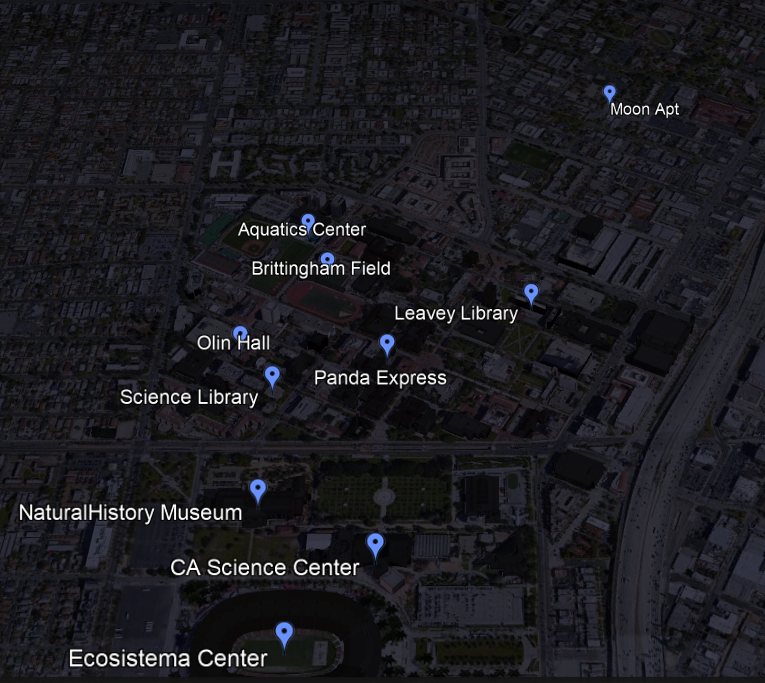 Moon Apt
Aquatics Center
Brittingham Field
Leavey Library
Olin Hall
Panda Express
Science Library
NaturalHistory Museum
CA Science Center
Ecosistema Center